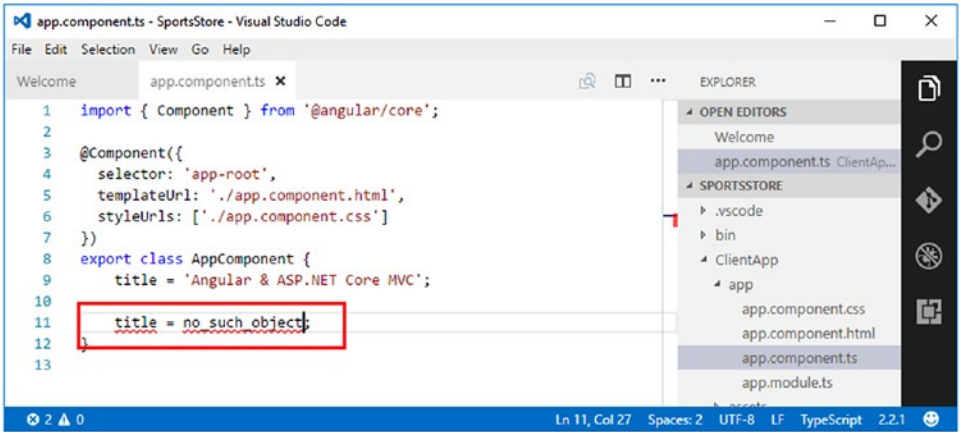 app.component.ts - SportsStore - Visual Studio Code
File Edit Selection View Go Help
Welcome app.component.ts
1 import { Component } from '@angular/core';
2
3 @Component({
4 selector: 'app-root',
5 templateUrl: './app.component.html',
6 styleUrls: ['./app.component.css']
7 })
8 export class AppComponent {
9 title = 'Angular & ASP.NET Core MVC';
10
11 title = no_such_object;
12 }
13
EXPLORER
OPEN EDITORS
Welcome
app.component.ts ClientAp...
SPORTSSTORE
.vscode
bin
ClientApp
app
app.component.css
app.component.html
app.component.ts
app.module.ts
2 0 Ln 11, Col 27 Spaces: 2 UTF-8 LF TypeScript 2.2.1